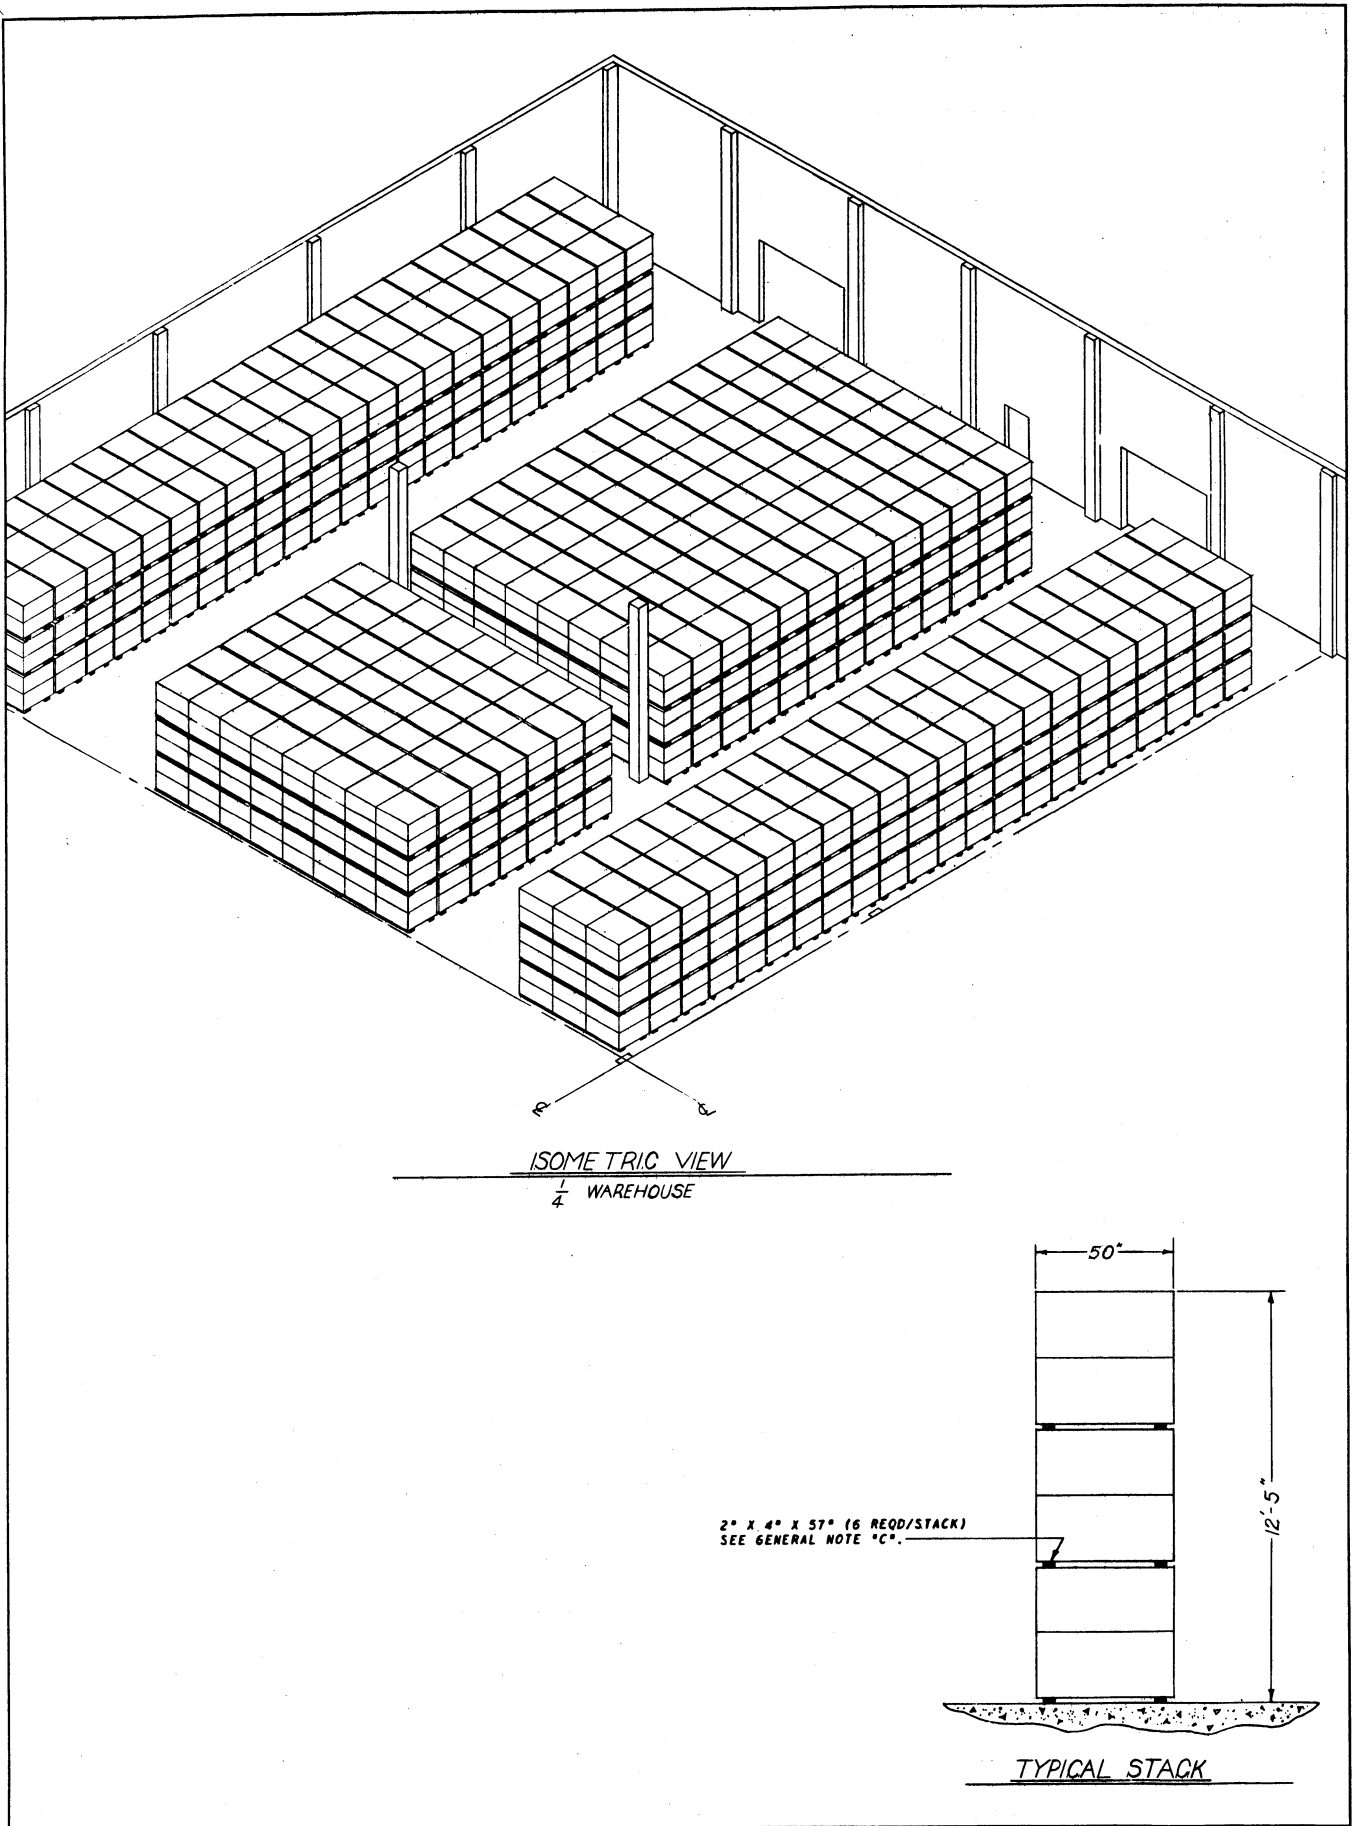 ISOMETRIC VIEW
1/4 WAREHOUSE
50"
12'-5"
2" X 4" X 57" (6 REQD/STACK)
SEE GENERAL NOTE "C".
TYPICAL STACK